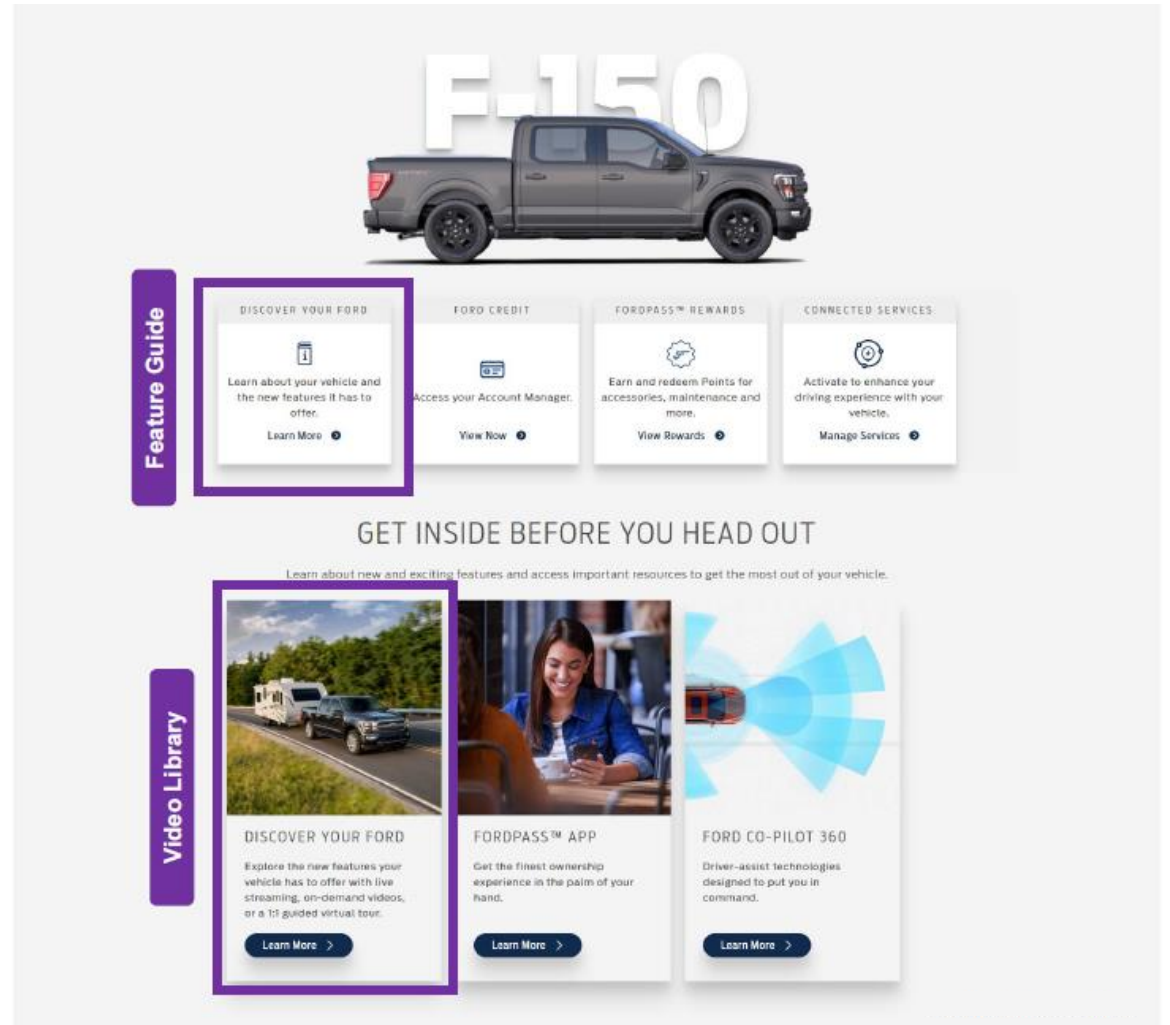 F-150
Feature Guide
DISCOVER YOUR FORD
Learn about your vehicle and
the new features it has to
offer.
Learn More
FORD CREDIT
Access your Account Manager.
View Now
FORDPASS™ REWARDS
Earn and redeem Points for
accessories, maintenance and
more.
View Rewards
CONNECTED SERVICES
Activate to enhance your
driving experience with your
vehicle.
Manage Services
GET INSIDE BEFORE YOU HEAD OUT
Learn about new and exciting features and access important resources to get the most out of your vehicle.
Video Library
DISCOVER YOUR FORD
Explore the new features your
vehicle has to offer with live
streaming, on-demand videos,
or a 1:1 guided virtual tour.
Learn More
FORDPASS™ APP
Get the finest ownership
experience in the palm of your
hand.
Learn More
FORD CO-PILOT 360
Driver-assist technologies
designed to put you in
command.
Learn More